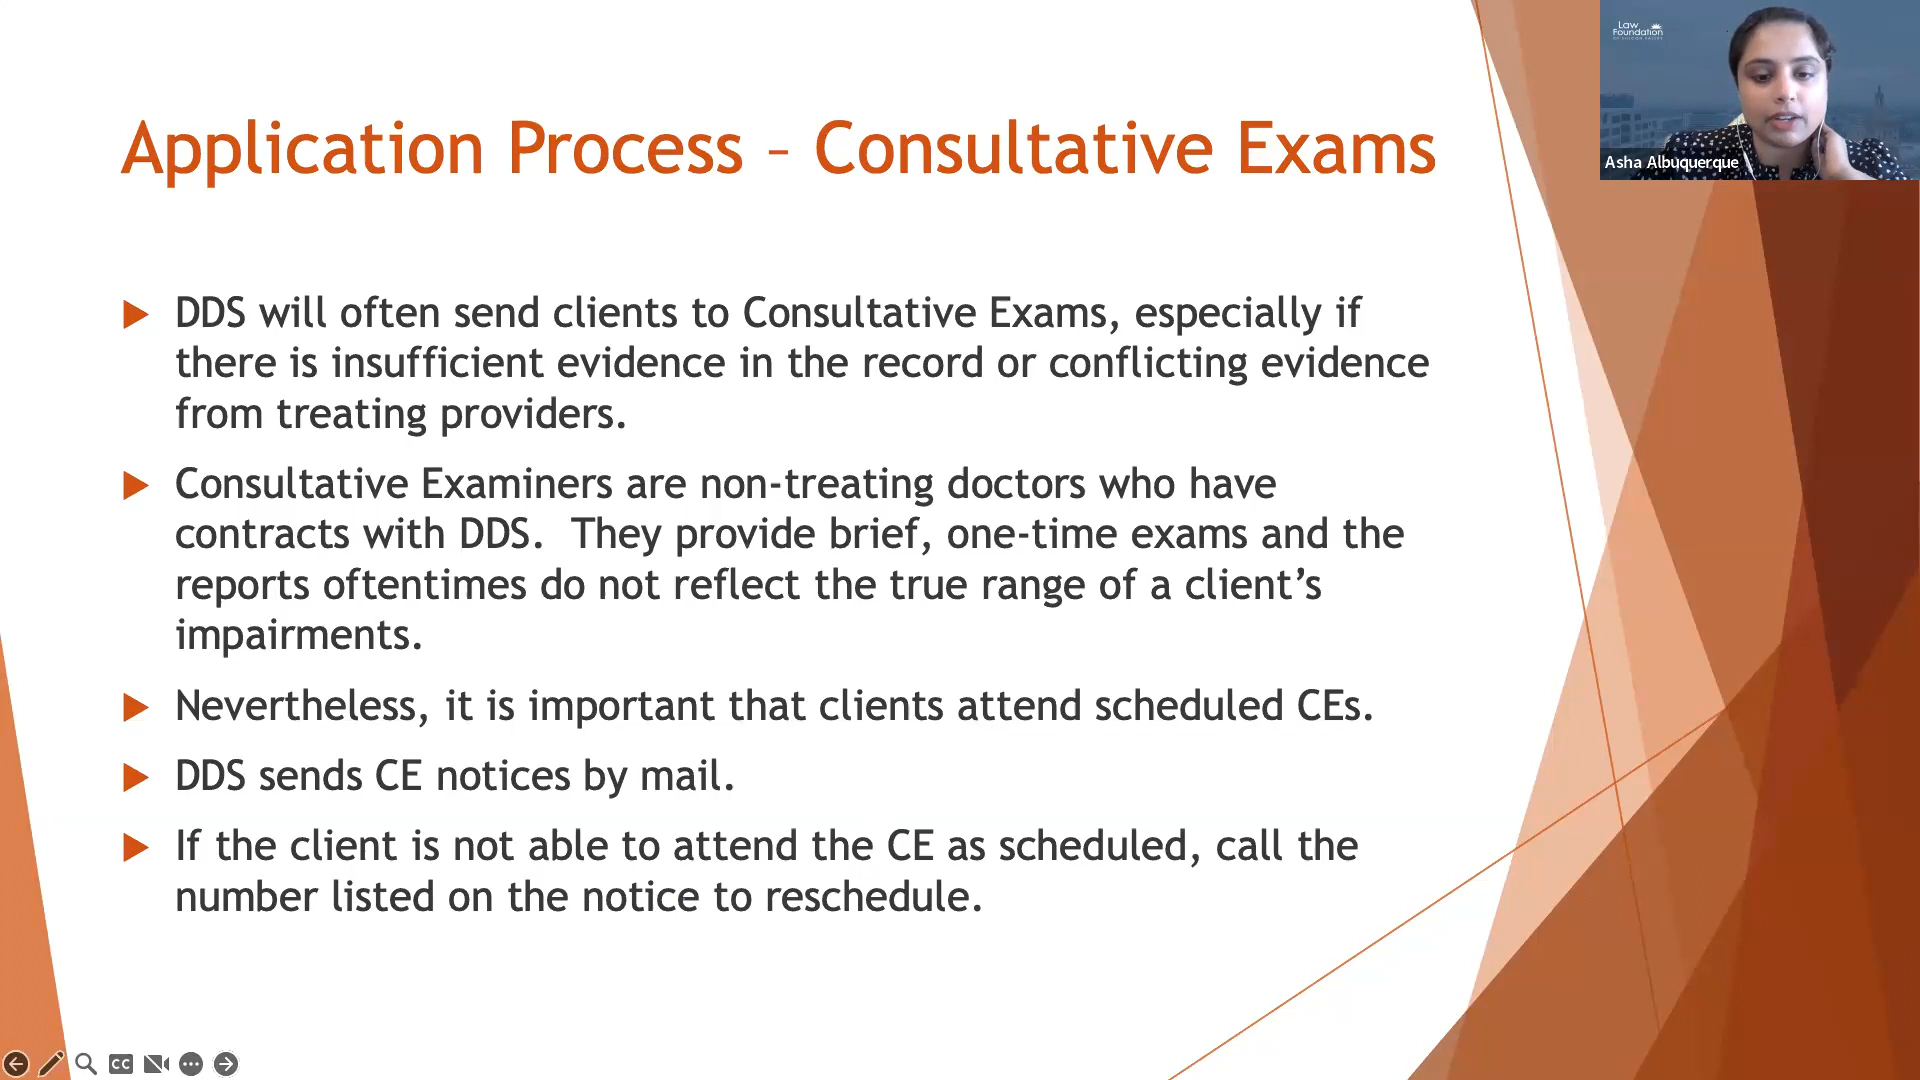 Application Process – Consultative Exams
DDS will often send clients to Consultative Exams, especially if
there is insufficient evidence in the record or conflicting evidence
from treating providers.
Consultative Examiners are non-treating doctors who have
contracts with DDS.  They provide brief, one-time exams and the
reports oftentimes do not reflect the true range of a client’s
impairments.
Nevertheless, it is important that clients attend scheduled CEs.
DDS sends CE notices by mail.
If the client is not able to attend the CE as scheduled, call the
number listed on the notice to reschedule.
Law
Foundation
Asha Albuquerque
CC